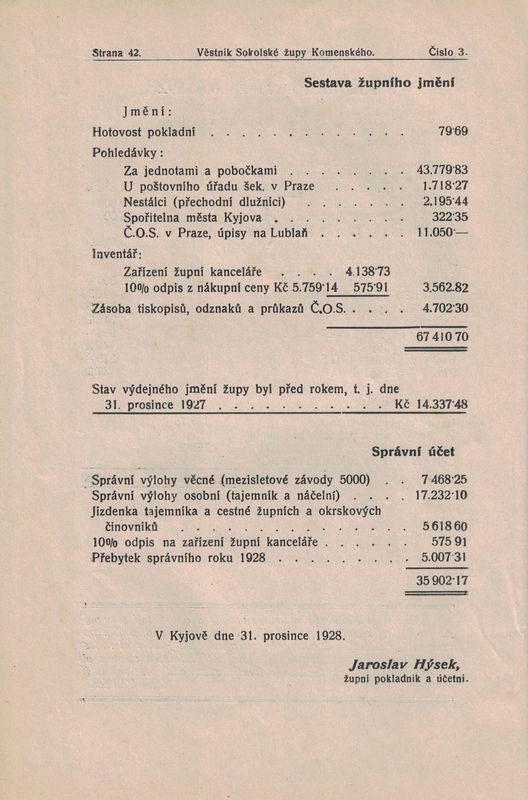 Strana 42. Věstník Sokolské župy Komenského. Číslo 3.
Sestava župního jmění
Jmění:
Hotovost pokladní . . . . . . . . . . . . . 79·69
Pohledávky:
Za jednotami a pobočkami . . . . . . . . 43.779·83
U poštovního úřadu šek. v Praze . . . . . 1.718·27
Nestálci (přechodní dlužníci) . . . . . . . 2.195·44
Spořitelna města Kyjova . . . . . . . . 322·35
Č.O.S. v Praze, úpisy na Lublaň . . . . . . 11.050·—
Inventář:
Zařízení župní kanceláře . . . . 4.138·73
10% odpis z nákupní ceny Kč 5.759·14 575·91 3,562.82
Zásoba tiskopisů, odznaků a průkazů Č.O.S. . . . . 4.702·30
67 410 70
Stav výdejného jmění župy byl před rokem, t. j. dne
31. prosince 1927 . . . . . . . . . . . Kč 14.337·48
Správní účet
Správní výlohy věcné (mezisletové závody 5000) . . 7 468·25
Správní výlohy osobní (tajemník a náčelní) . . . . 17.232·10
Jízdenka tajemníka a cestné župních a okrskových
činovníků . . . . . . . . . . . . . . . 5 618 60
10% odpis na zařízení župní kanceláře . . . . . . 575 91
Přebytek správního roku 1928 . . . . . . . . . 5.007·31
35 902·17
V Kyjově dne 31. prosince 1928.
Jaroslav Hýsek,
župní pokladník a účetní.